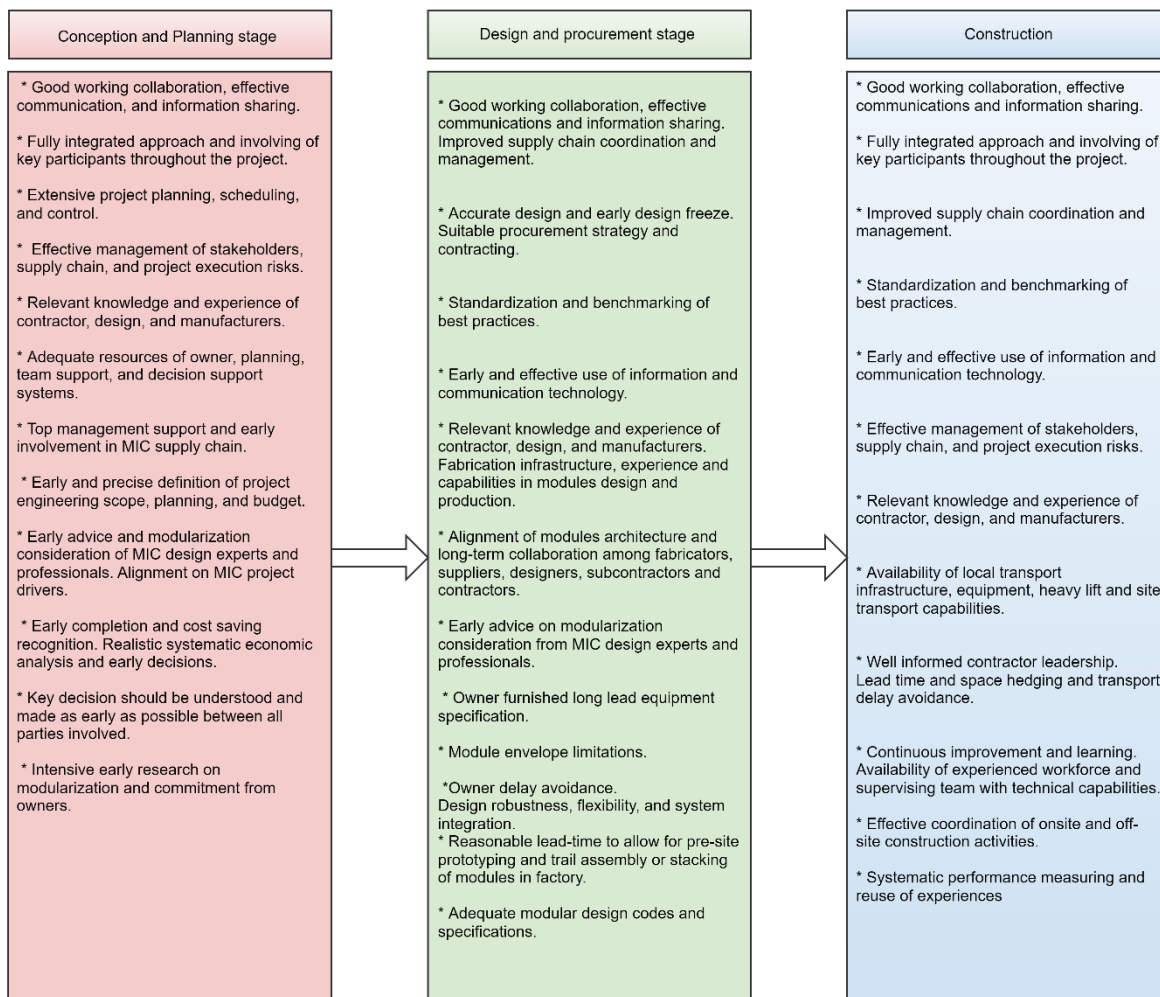 Conception and Planning stage
* Good working collaboration, effective
communication, and information sharing.
* Fully integrated approach and involving of
key participants throughout the project.
* Extensive project planning, scheduling,
and control.
* Effective management of stakeholders,
supply chain, and project execution risks.
* Relevant knowledge and experience of
contractor, design, and manufacturers.
* Adequate resources of owner, planning,
team support, and decision support
systems.
* Top management support and early
involvement in MIC supply chain.
* Early and precise definition of project
engineering scope, planning, and budget.
* Early advice and modularization
consideration of MIC design experts and
professionals. Alignment on MIC project
drivers.
* Early completion and cost saving
recognition. Realistic systematic economic
analysis and early decisions.
* Key decision should be understood and
made as early as possible between all
parties involved.
* Intensive early research on
modularization and commitment from
owners.
Design and procurement stage
* Good working collaboration, effective
communications and information sharing.
Improved supply chain coordination and
management.
* Accurate design and early design freeze.
Suitable procurement strategy and
contracting.
* Standardization and benchmarking of
best practices.
* Early and effective use of information and
communication technology.
* Relevant knowledge and experience of
contractor, design, and manufacturers.
Fabrication infrastructure, experience and
capabilities in modules design and
production.
* Alignment of modules architecture and
long-term collaboration among fabricators,
suppliers, designers, subcontractors and
contractors.
* Early advice on modularization
consideration from MIC design experts and
professionals.
* Owner furnished long lead equipment
specification.
* Module envelope limitations.
*Owner delay avoidance.
Design robustness, flexibility, and system
integration.
* Reasonable lead-time to allow for pre-site
prototyping and trail assembly or stacking
of modules in factory.
* Adequate modular design codes and
specifications.
Construction
* Good working collaboration, effective
communications and information sharing.
* Fully integrated approach and involving of
key participants throughout the project.
* Improved supply chain coordination and
management.
* Standardization and benchmarking of
best practices.
* Early and effective use of information and
communication technology.
* Effective management of stakeholders,
supply chain, and project execution risks.
* Relevant knowledge and experience of
contractor, design, and manufacturers.
* Availability of local transport
infrastructure, equipment, heavy lift and site
transport capabilities.
* Well informed contractor leadership.
Lead time and space hedging and transport
delay avoidance.
* Continuous improvement and learning.
Availability of experienced workforce and
supervising team with technical capabilities.
* Effective coordination of onsite and off-
site construction activities.
* Systematic performance measuring and
reuse of experiences